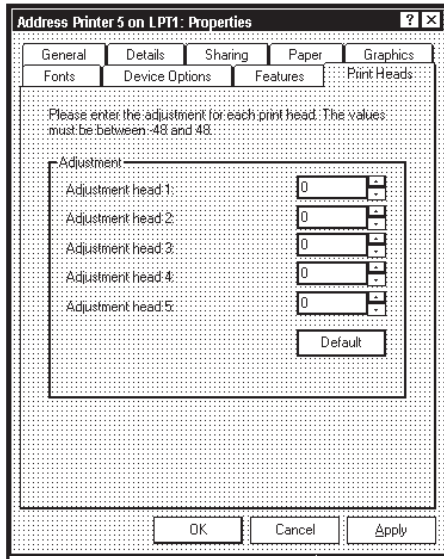 Address Printer 5 on LPT1: Properties ? ×
General Details Sharing Paper Graphics
Fonts Device Options Features Print Heads
Please enter the adjustment for each print head. The values
must be between -48 and 48.
Adjustment
Adjustment head 1: 0
Adjustment head 2: 0
Adjustment head 3: 0
Adjustment head 4: 0
Adjustment head 5: 0
Default
OK Cancel Apply